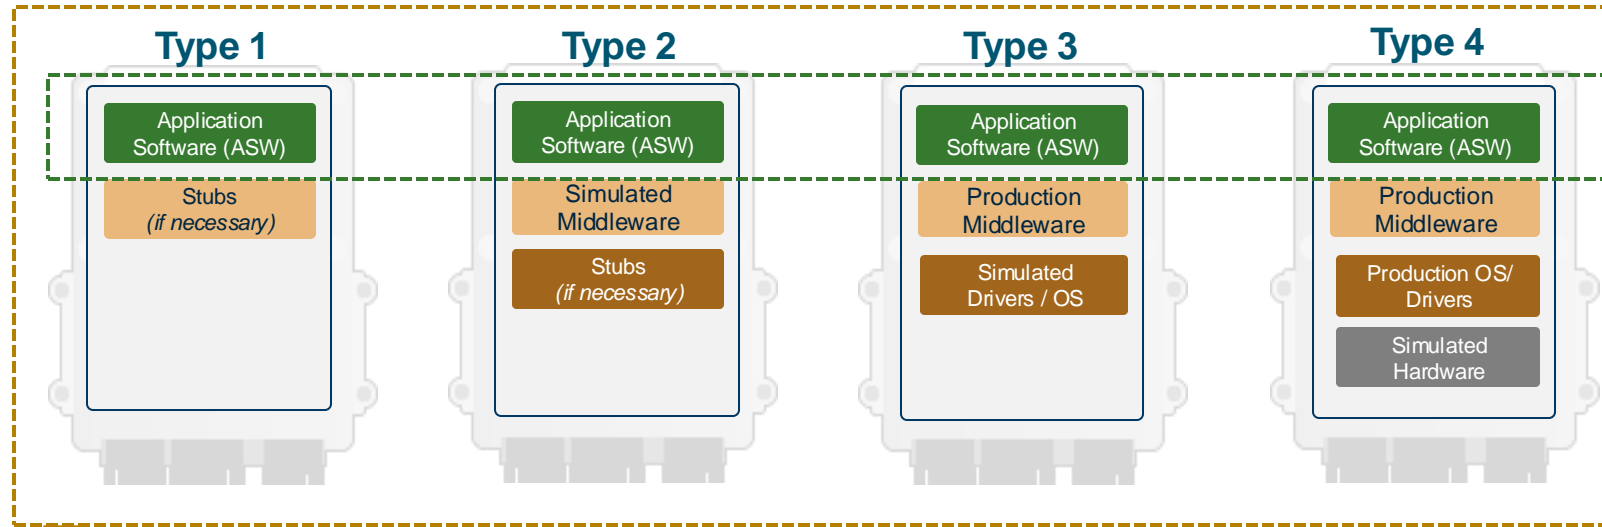 Type 1
Application
Software (ASW)
Stubs
(if necessary)
Type 2
Application
Software (ASW)
Simulated
Middleware
Stubs
(if necessary)
Type 3
Application
Software (ASW)
Production
Middleware
Simulated
Drivers / OS
Type 4
Application
Software (ASW)
Production
Middleware
Production OS/
Drivers
Simulated
Hardware